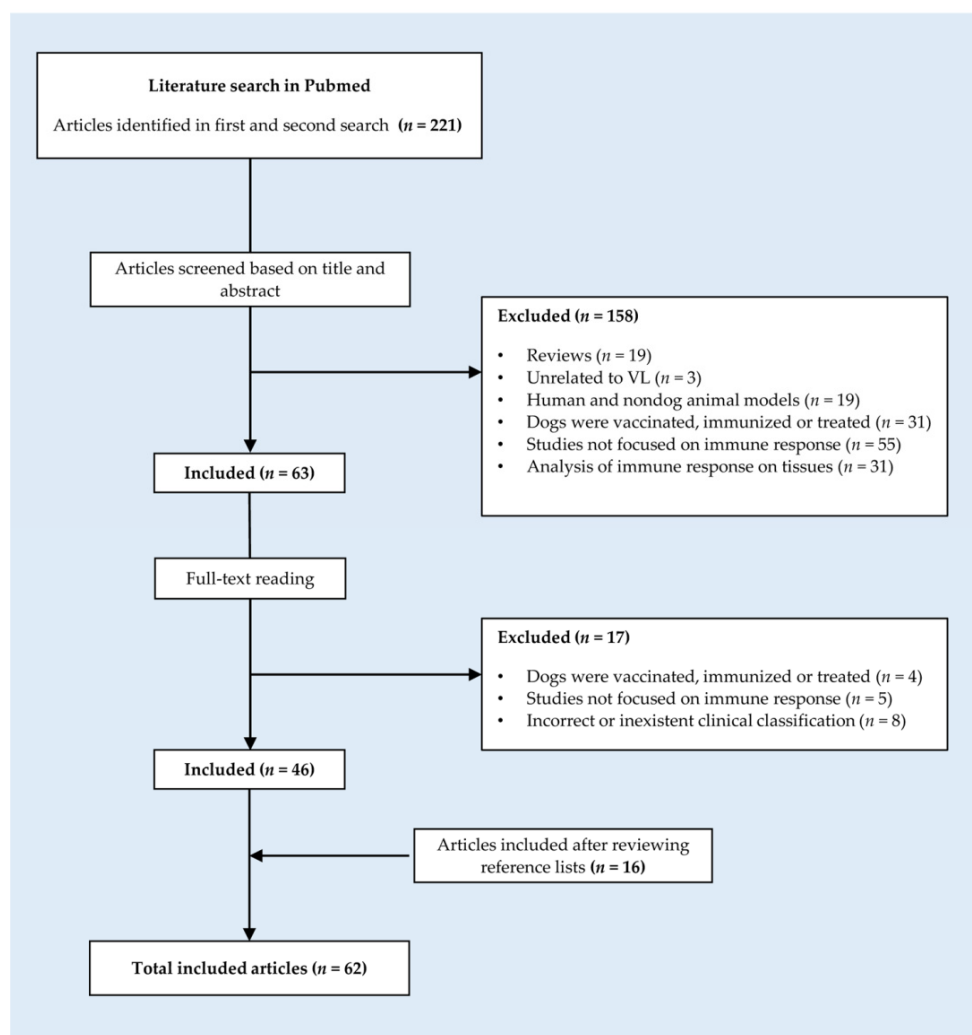 Literature search in Pubmed
Articles identified in first and second search (n = 221)
Articles screened based on title and
abstract
Excluded (n = 158)
• Reviews (n = 19)
• Unrelated to VL (n = 3)
• Human and nondog animal models (n = 19)
• Dogs were vaccinated, immunized or treated (n = 31)
• Studies not focused on immune response (n = 55)
• Analysis of immune response on tissues (n = 31)
Included (n = 63)
Full-text reading
Excluded (n = 17)
• Dogs were vaccinated, immunized or treated (n = 4)
• Studies not focused on immune response (n = 5)
• Incorrect or inexistent clinical classification (n = 8)
Included (n = 46)
Articles included after reviewing
reference lists (n = 16)
Total included articles (n = 62)